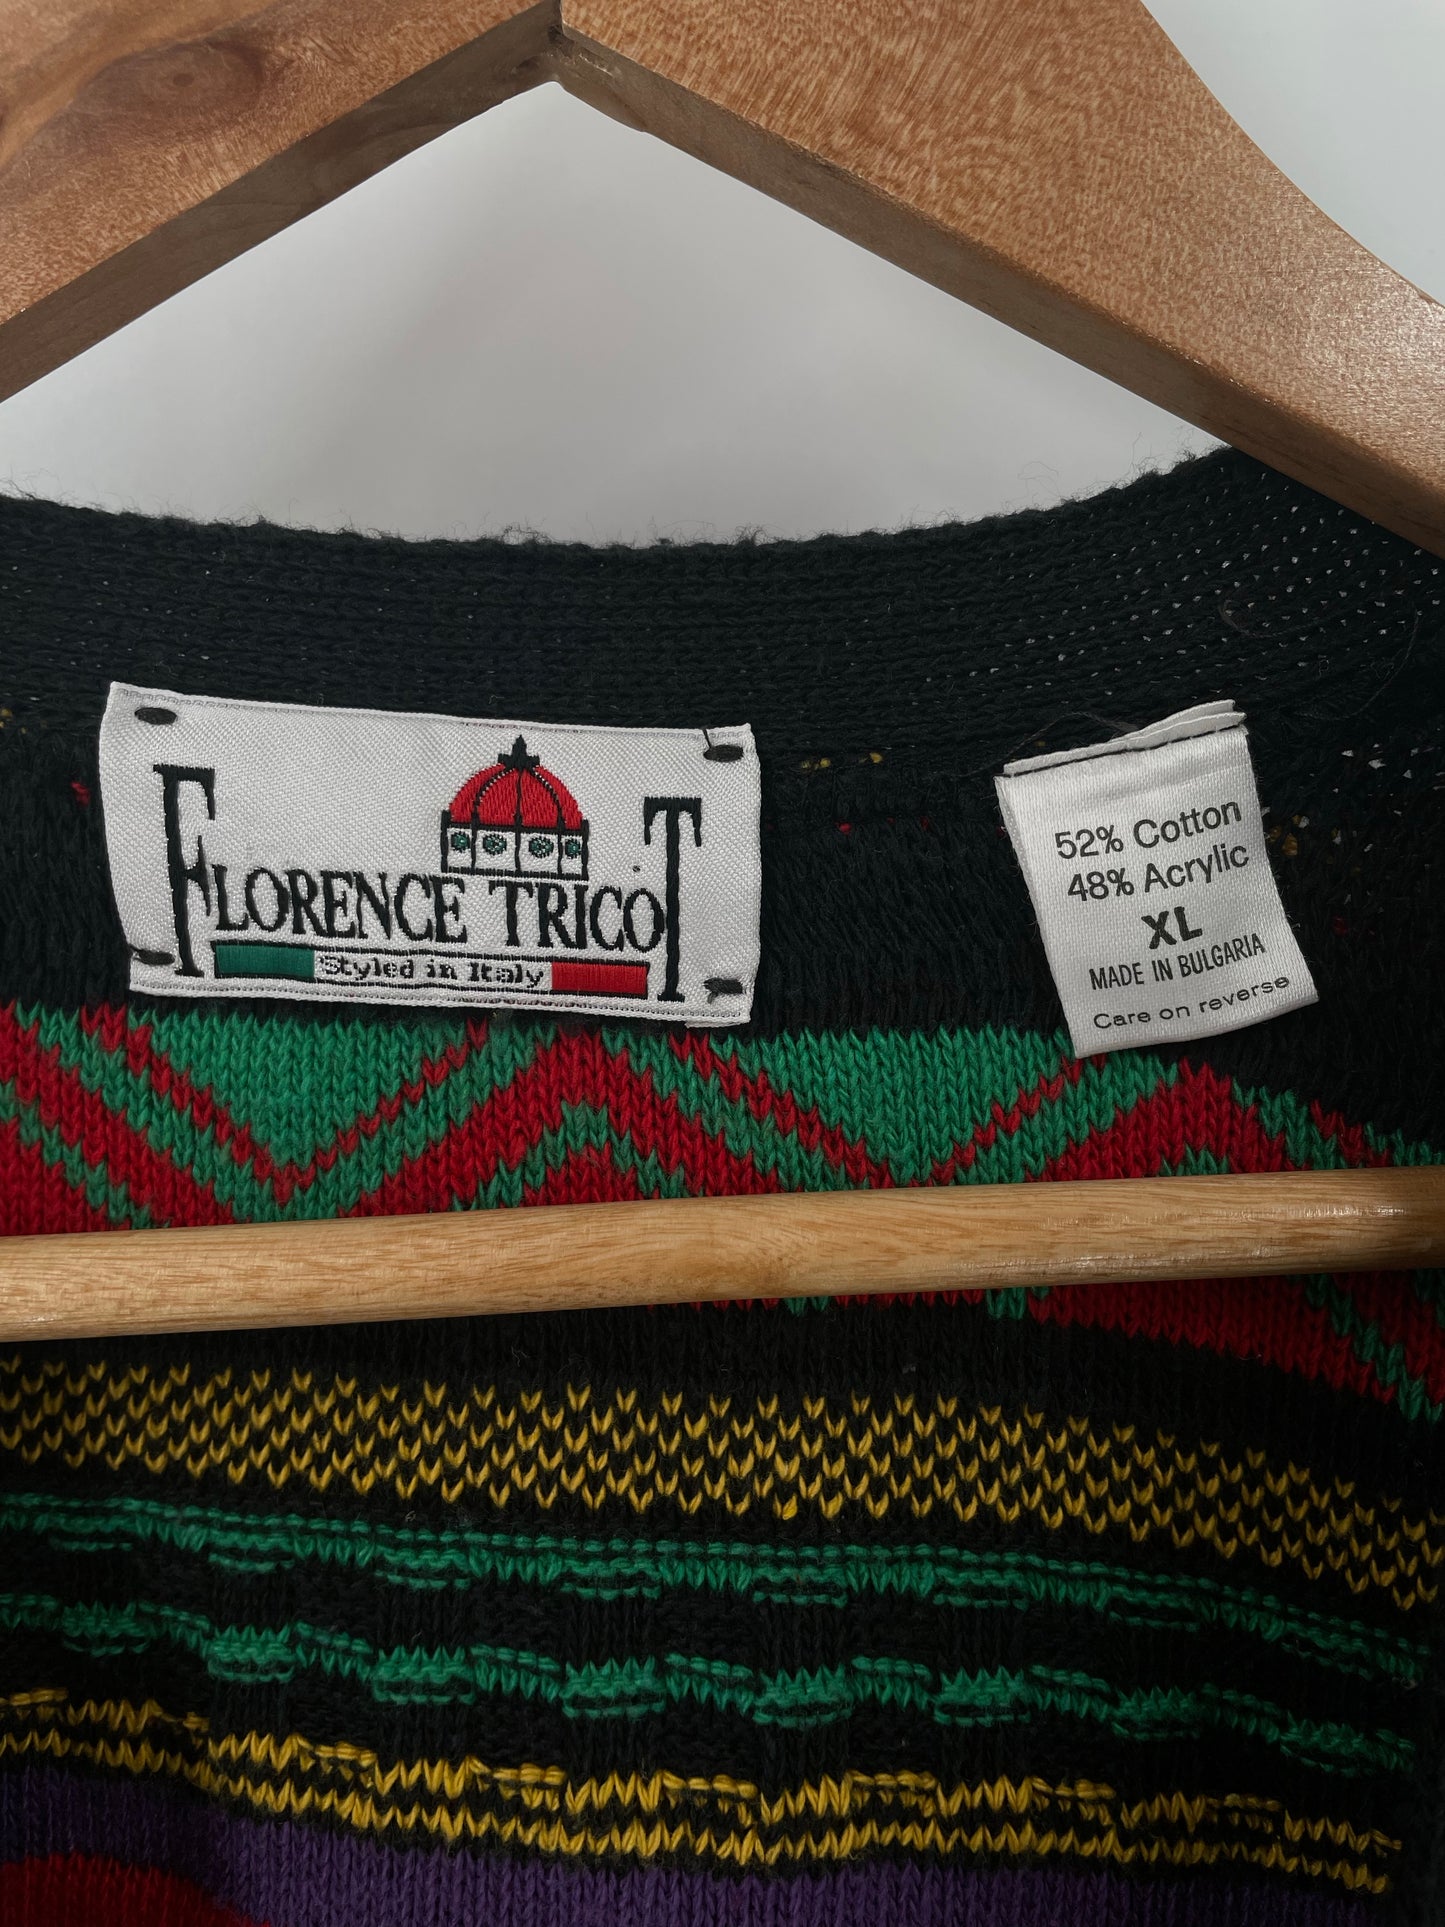 FLORENCE TRICOT
Styled in Italy
52% Cotton
48% Acrylic
XL
MADE IN BULGARIA
Care on reverse